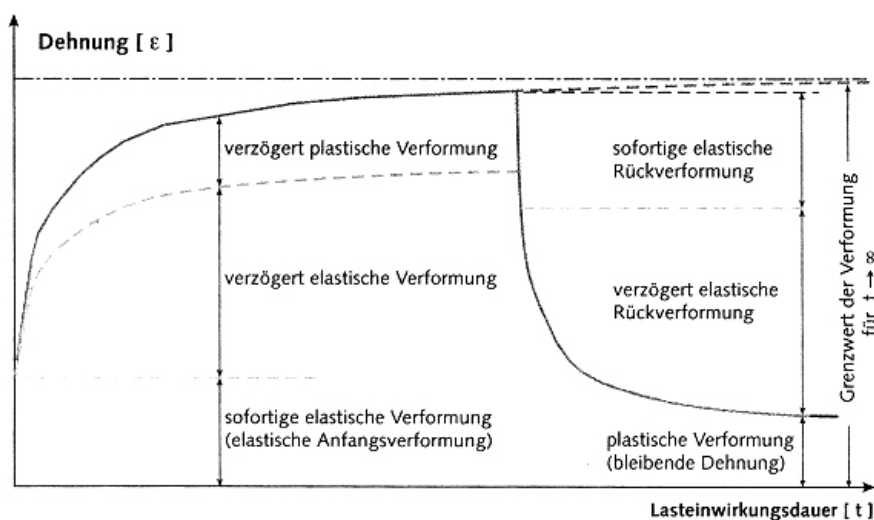 Dehnung [ ε ]
verzögert plastische Verformung
verzögert elastische Verformung
sofortige elastische Verformung
(elastische Anfangsverformung)
sofortige elastische
Rückverformung
verzögert elastische
Rückverformung
plastische Verformung
(bleibende Dehnung)
Grenzwert der Verformung
für t → ∞
Lasteinwirkungsdauer [ t ]